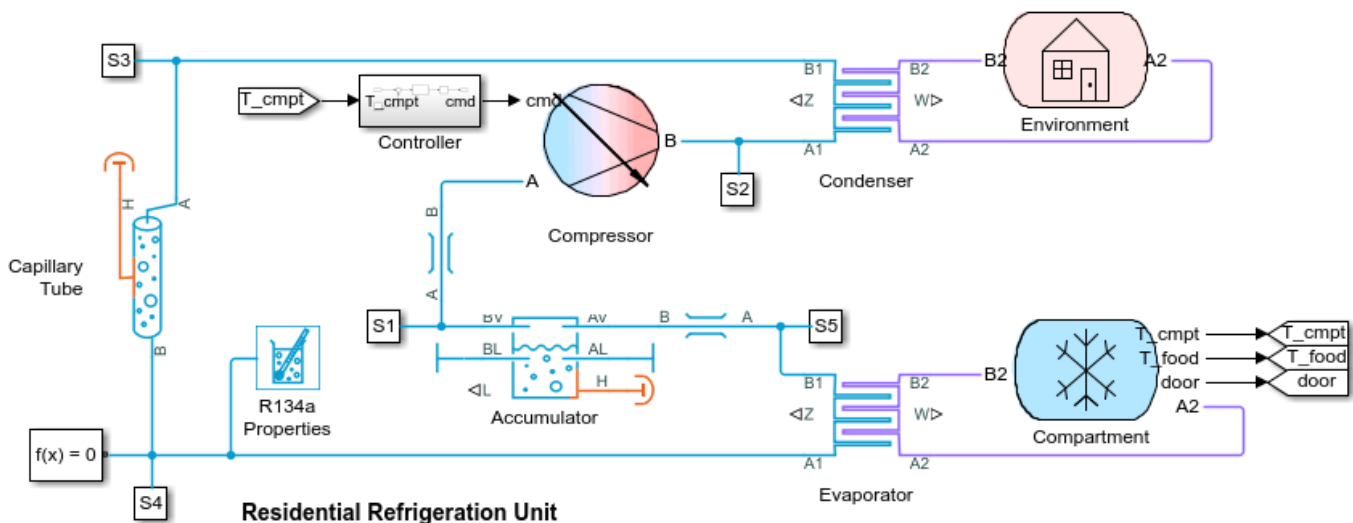 S3
B1
B2
B2
A2
T_cmpt
T_cmpt
cmd
cmd
Z
W
Environment
Controller
B
A1
A2
H
A
A
S2
Condenser
B
Compressor
Capillary
Tube
A
S1
BV
AV
B
A
S5
T_cmpt
T_cmpt
B
BL
AL
T_food
T_food
B1
B2
B2
door
door
L
H
Z
W
A2
R134a
Properties
Accumulator
Compartment
f(x) = 0
A1
A2
S4
Evaporator
Residential Refrigeration Unit